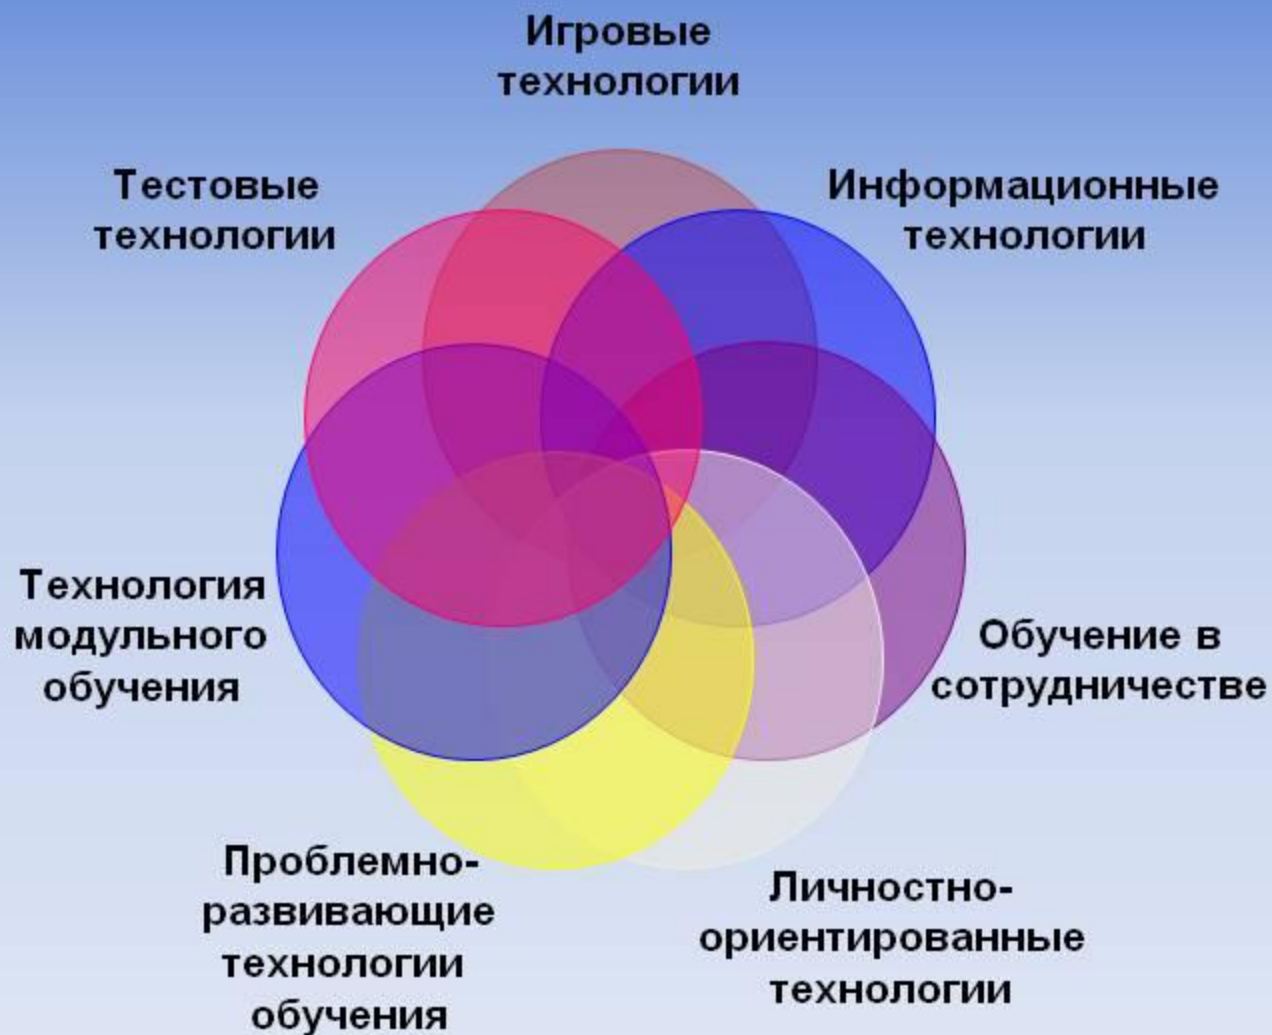 Игровые
технологии
Тестовые
технологии
Информационные
технологии
Технология
модульного
обучения
Обучение в
сотрудничестве
Проблемно-
развивающие
технологии
обучения
Личностно-
ориентированные
технологии